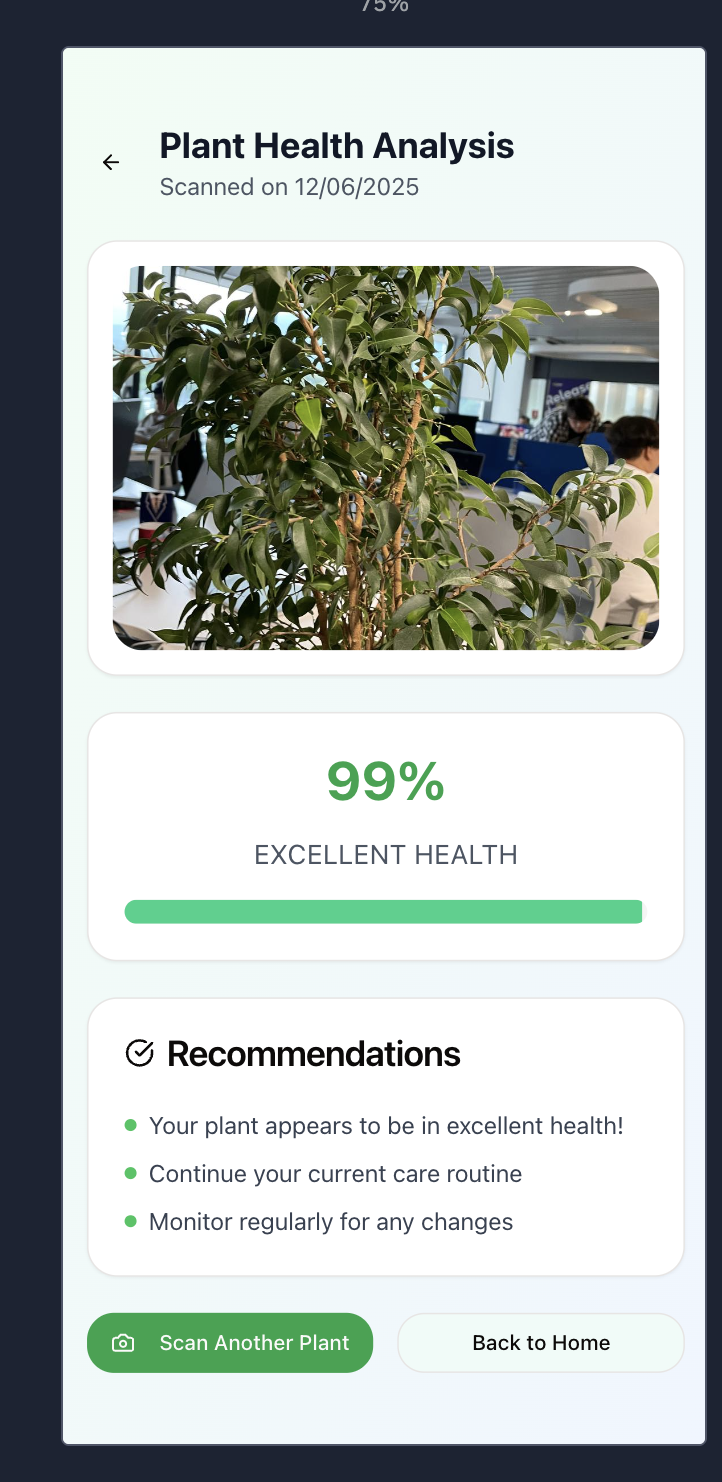 75%
Plant Health Analysis
Scanned on 12/06/2025
Release
99%
EXCELLENT HEALTH
Recommendations
Your plant appears to be in excellent health!
Continue your current care routine
Monitor regularly for any changes
Scan Another Plant
Back to Home